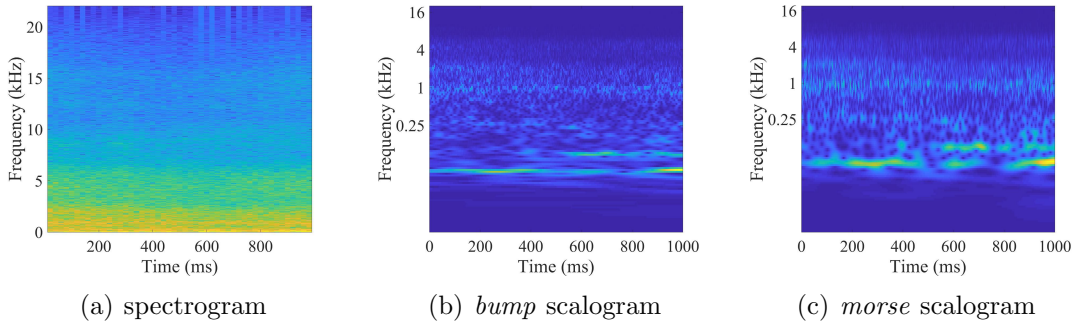 Frequency (kHz)
20
15
10
5
0
200 400 600 800
Time (ms)
(a) spectrogram
Frequency (kHz)
16
4
1
0.25
0 200 400 600 800 1000
Time (ms)
(b) bump scalogram
Frequency (kHz)
16
4
1
0.25
0 200 400 600 800 1000
Time (ms)
(c) morse scalogram